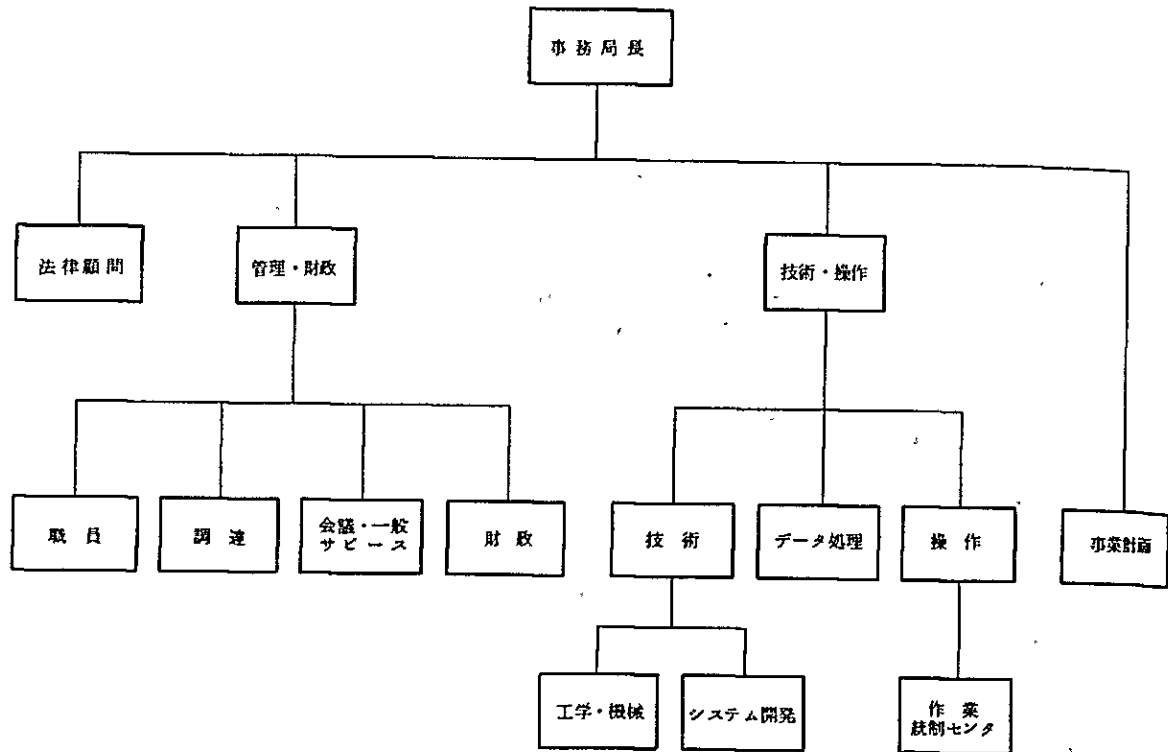 事務局長
法律顧問
管理・財政
技術・操作
職員
調達
会議・一般
サービース
財政
技術
データ処理
操作
事業計画
工学・機械
システム開発
作業
統制センタ